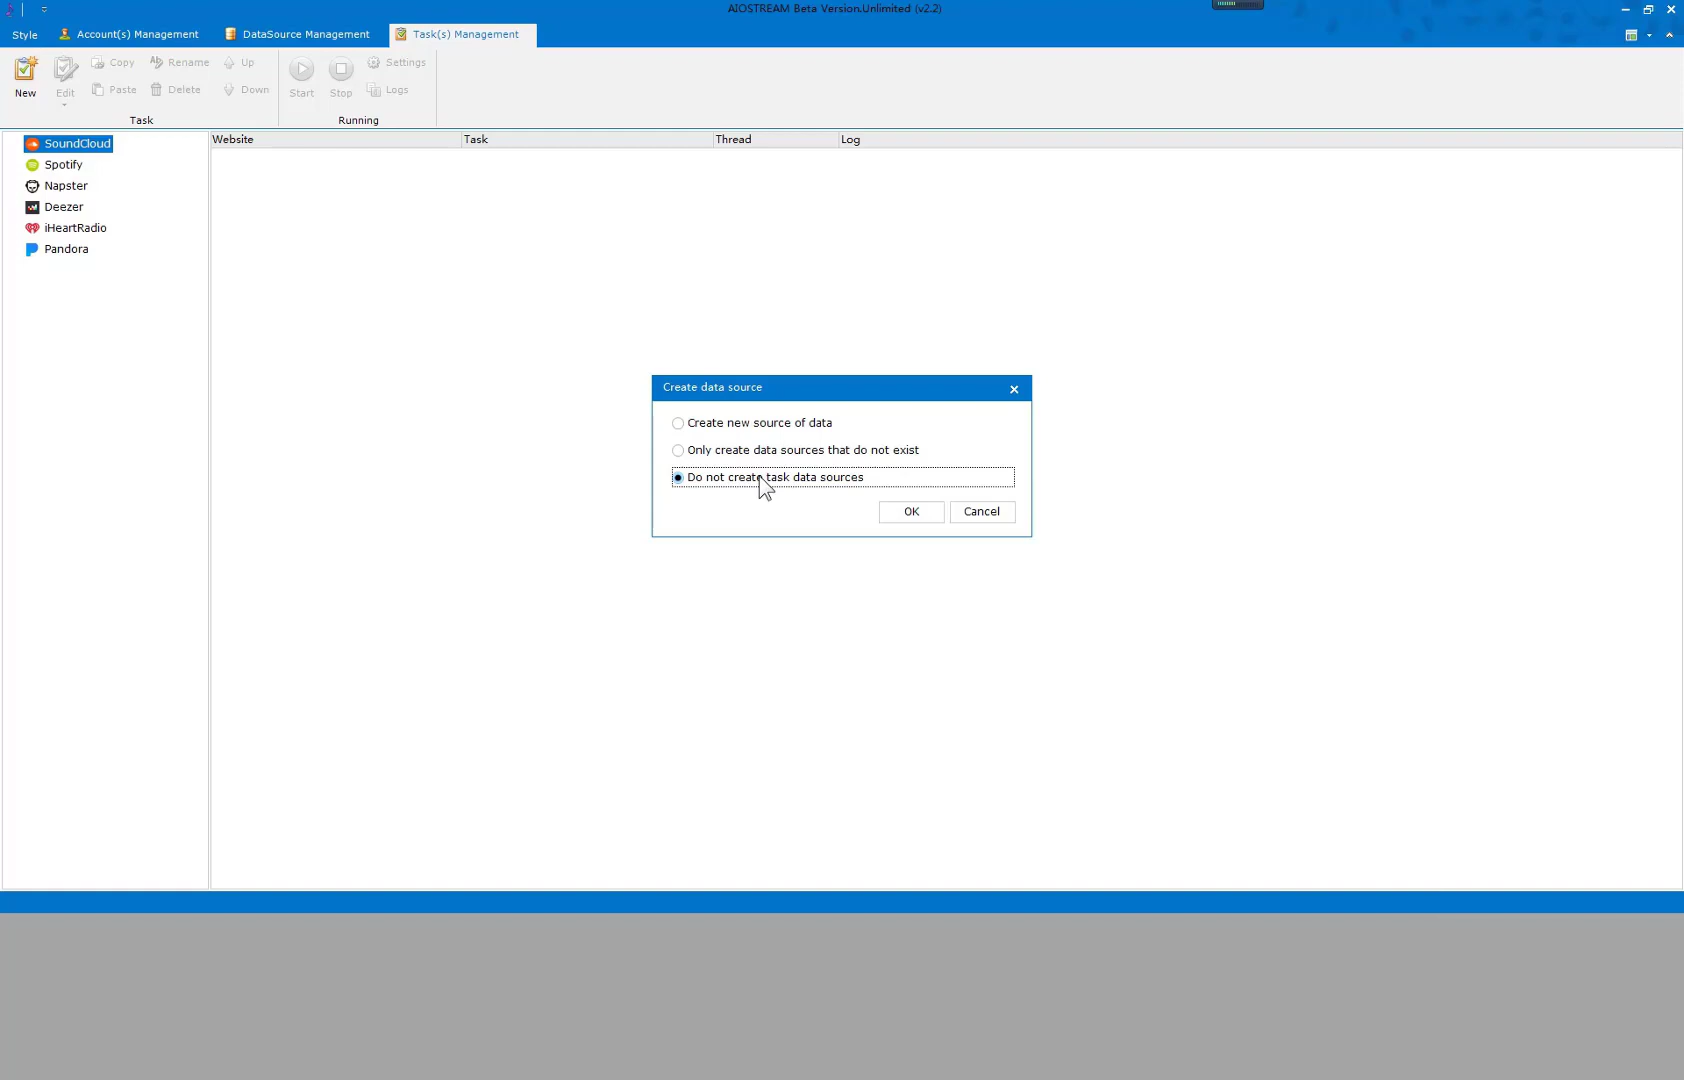 AIOSTREAM Beta Version.Unlimited (v2.2)
Style Account(s) Management DataSource Management Task(s) Management
New Edit Copy Paste Rename Delete Up Down
Task
Start Stop Settings Logs
Running
SoundCloud
Spotify
Napster
Deezer
iHeartRadio
Pandora
Website Task Thread Log
Create data source
Create new source of data
Only create data sources that do not exist
Do not create task data sources
OK Cancel